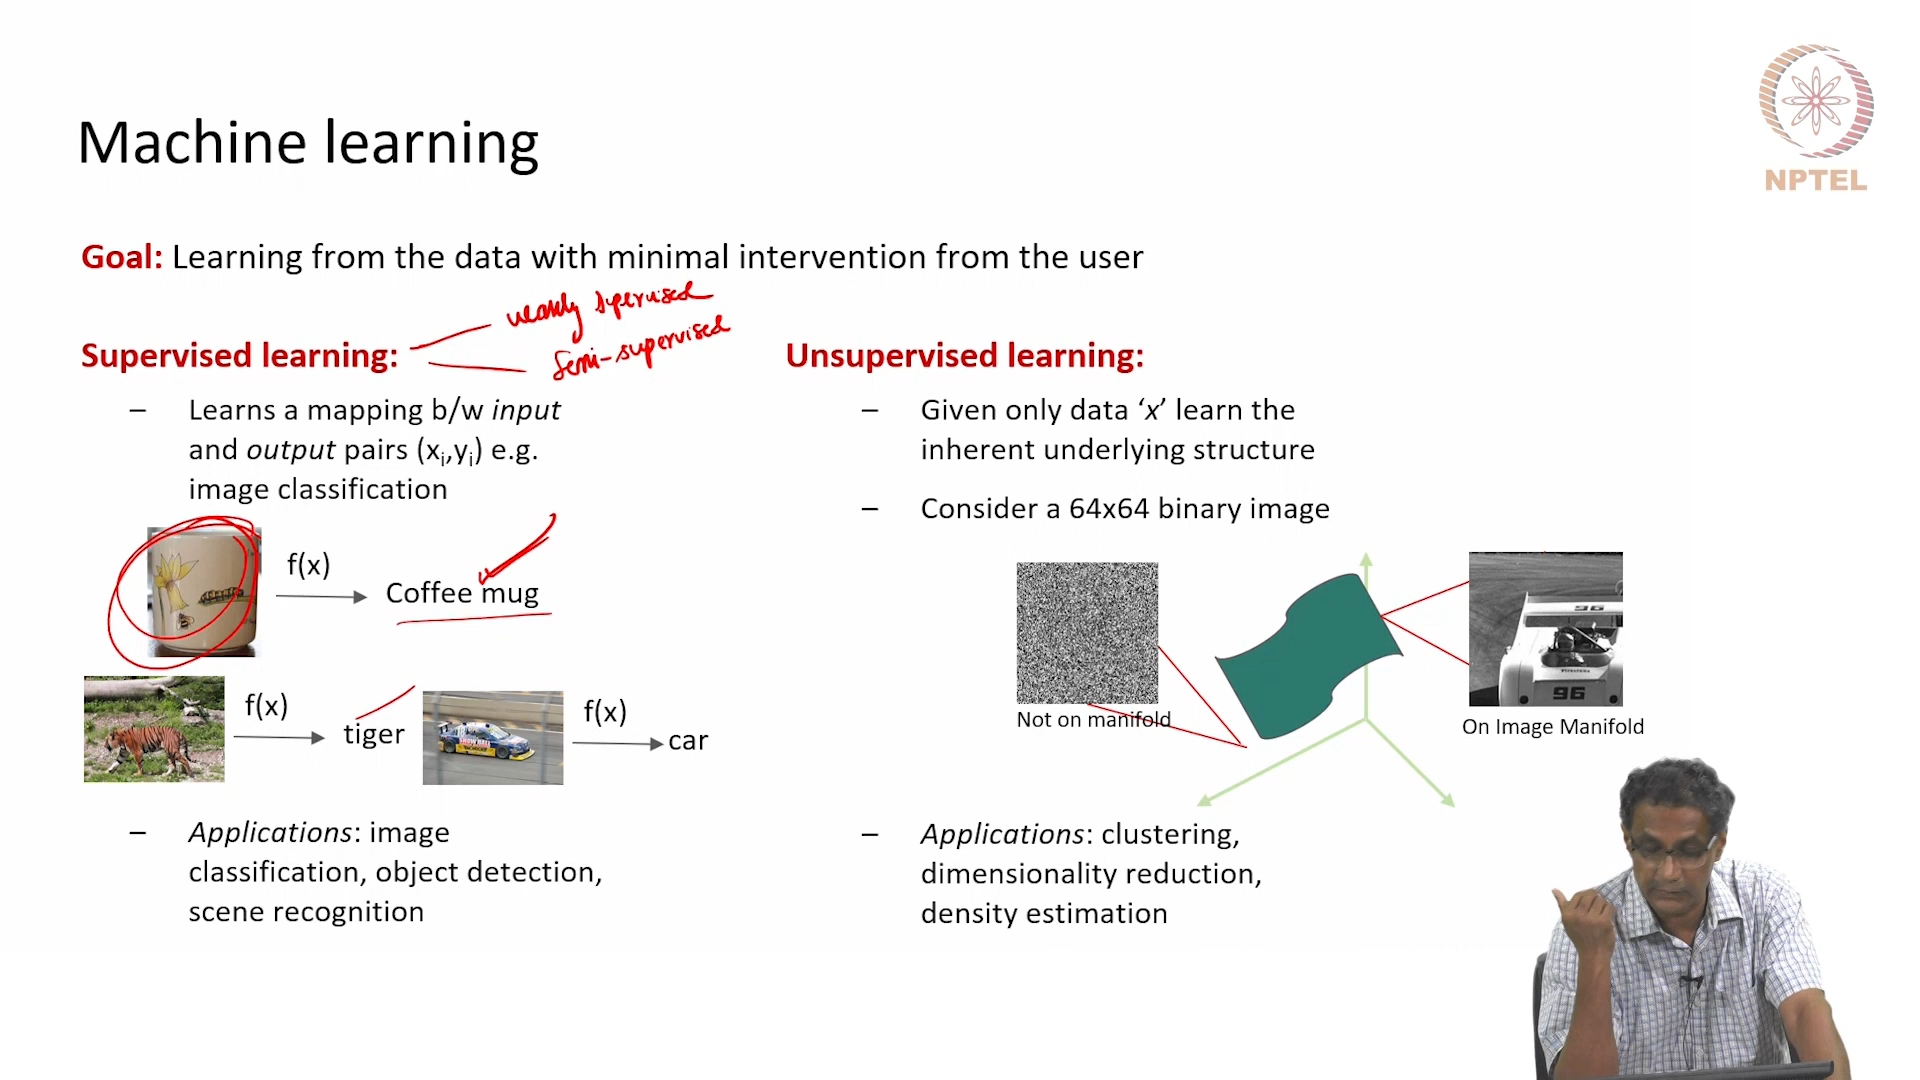 NPTEL
Machine learning
Goal: Learning from the data with minimal intervention from the user
weakly supervised
Semi-supervised
Supervised learning:
– Learns a mapping b/w input
and output pairs (xi,yi) e.g.
image classification
f(x)
Coffee mug
f(x)
tiger
f(x)
car
– Applications: image
classification, object detection,
scene recognition
Unsupervised learning:
– Given only data ‘x’ learn the
inherent underlying structure
– Consider a 64x64 binary image
Not on manifold
96
96
On Image Manifold
– Applications: clustering,
dimensionality reduction,
density estimation